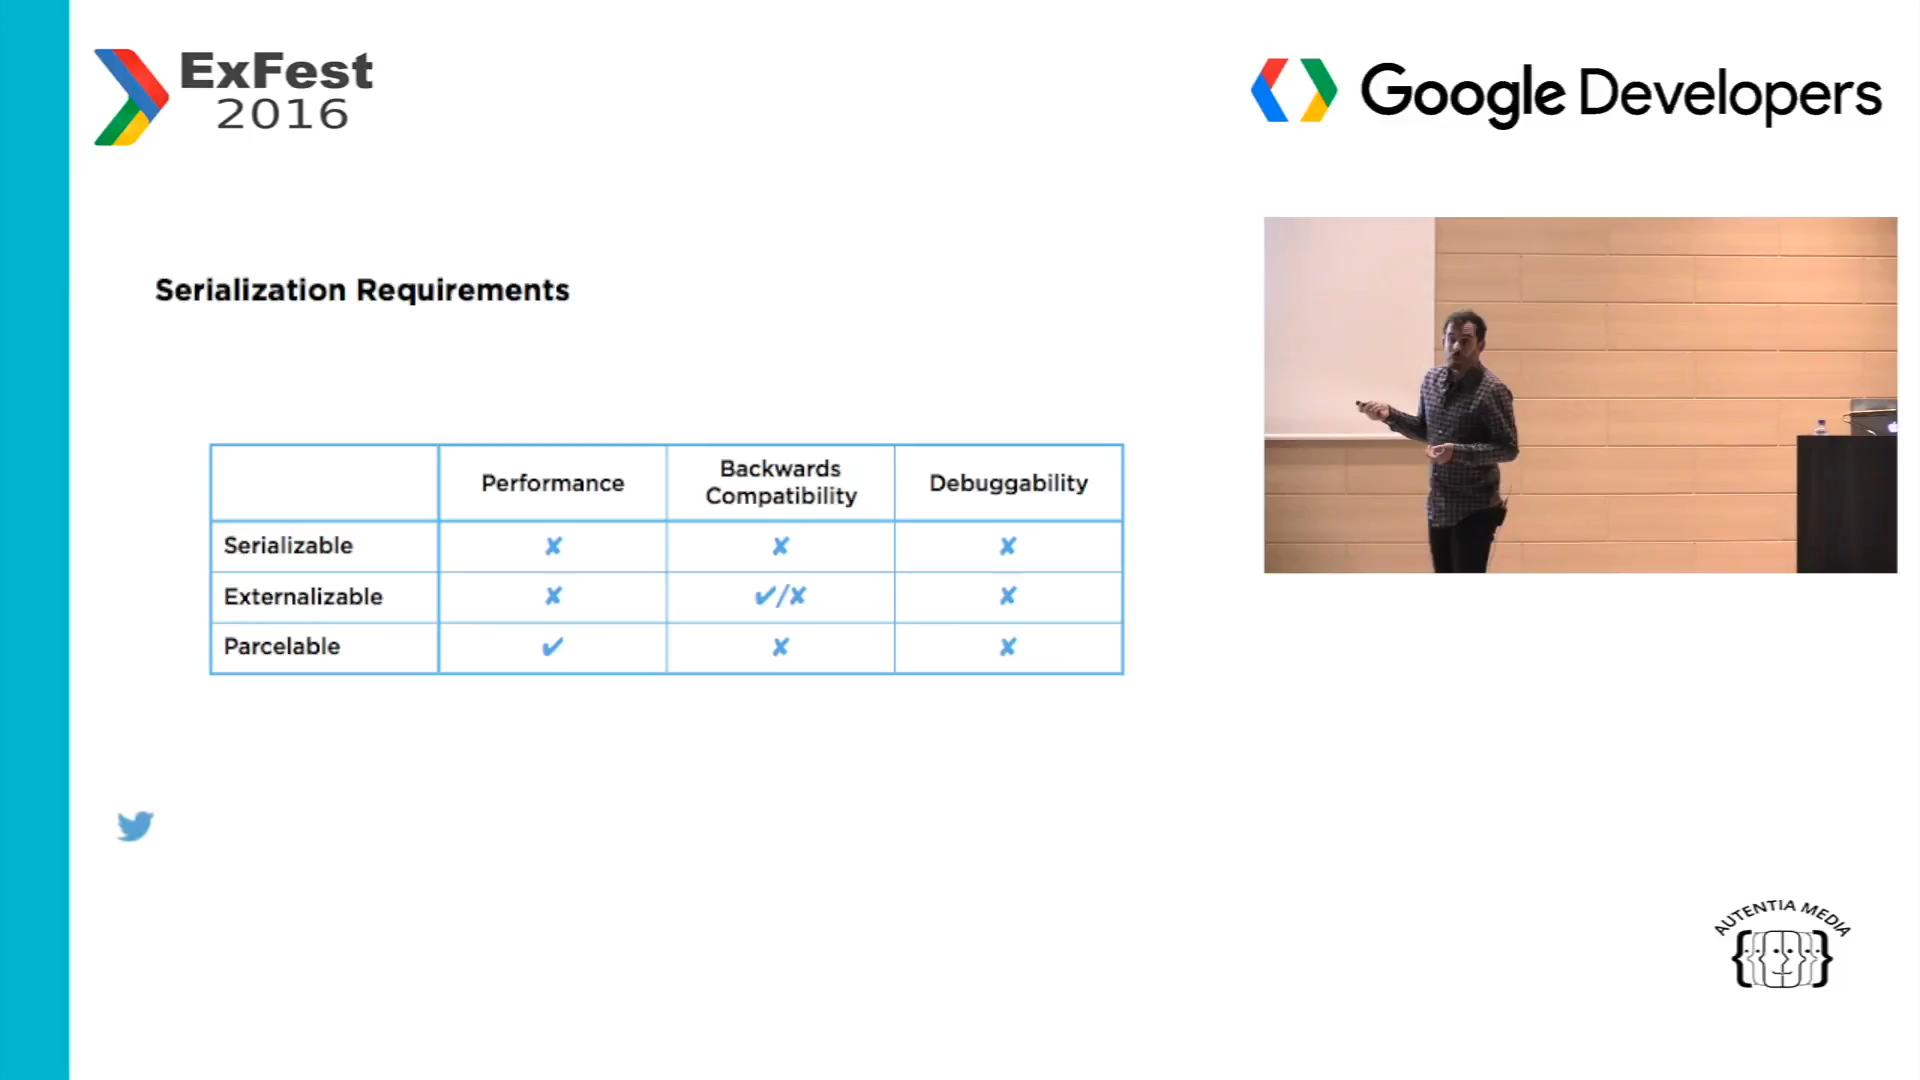 ExFest
2016
Google Developers
Serialization Requirements
Performance
Backwards
Compatibility
Debuggability
Serializable ✘ ✘ ✘
Externalizable ✘ ✔/✘ ✘
Parcelable ✔ ✘ ✘
AUTENTIA MEDIA